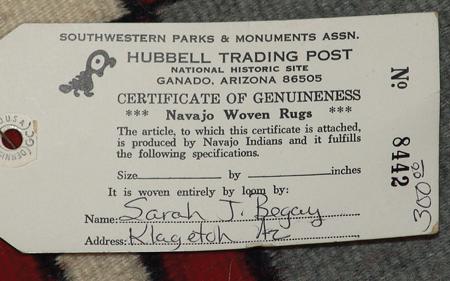 SOUTHWESTERN PARKS & MONUMENTS ASSN.
HUBBELL TRADING POST
NATIONAL HISTORIC SITE
GANADO, ARIZONA 86505
CERTIFICATE OF GENUINENESS
*** Navajo Woven Rugs ***
The article, to which this certificate is attached,
is produced by Navajo Indians and it fulfills
the following specifications.
Size by inches
It is woven entirely by loom by:
Name: Sarah J. Begay
Address: Klagetoh Az
No. 8442
300.00
U.S.A.